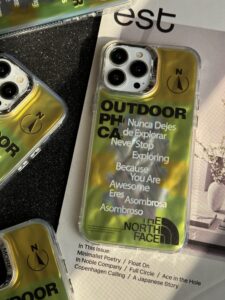 est
N
OUTDOOR
PH
CA
Nunca Dejes
de Explorar
Never Stop
Exploring
Because
You Are
Awesome
Eres Asombrosa
Asombroso
THE
NORTH
FACE
N
OUTDOOR
N
In This Issue:
Minimalist Poetry / Float On
In Noble Company / Full Circle / Ace in the Hole
Copenhagen Calling / A Japanese Story